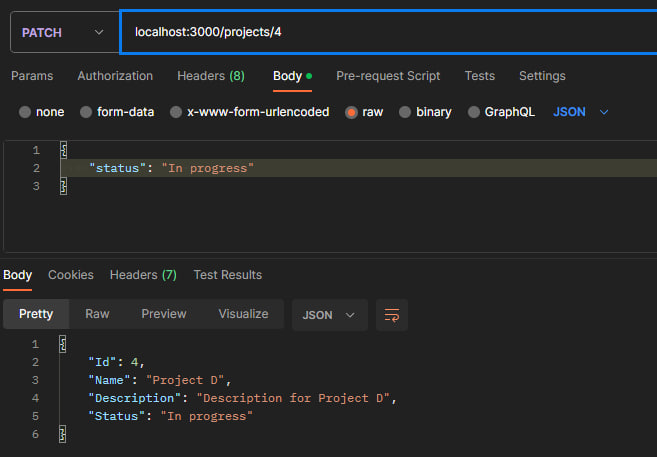 PATCH localhost:3000/projects/4
Params Authorization Headers (8) Body Pre-request Script Tests Settings
none form-data x-www-form-urlencoded raw binary GraphQL JSON
1 {
2 "status": "In progress"
3 }
Body Cookies Headers (7) Test Results
Pretty Raw Preview Visualize JSON
1 {
2 "Id": 4,
3 "Name": "Project D",
4 "Description": "Description for Project D",
5 "Status": "In progress"
6 }